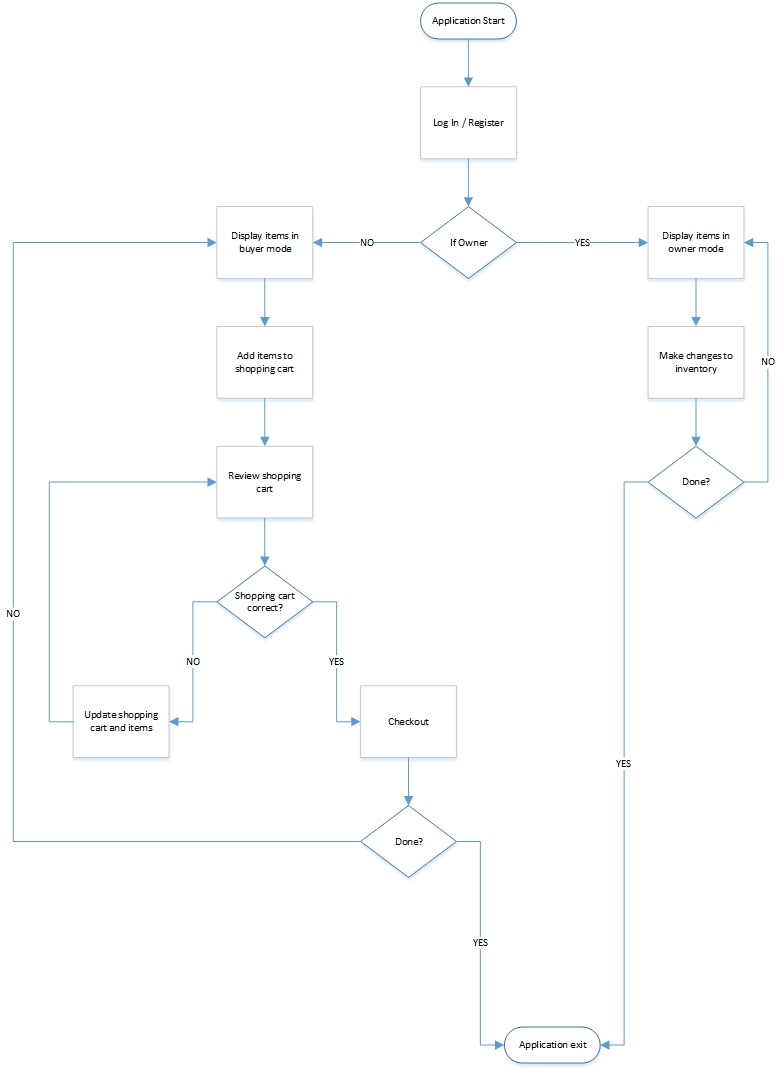 Application Start
Log In / Register
Display items in
buyer mode
NO
If Owner
YES
Display items in
owner mode
Add items to
shopping cart
Make changes to
inventory
NO
Review shopping
cart
Done?
Shopping cart
correct?
NO
NO
YES
Update shopping
cart and items
Checkout
YES
Done?
YES
Application exit